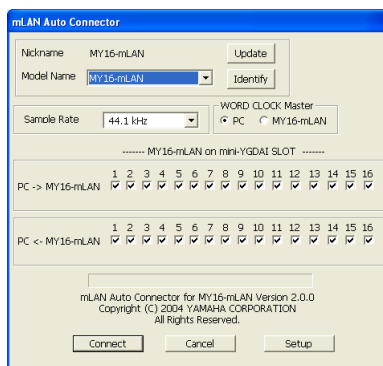 mLAN Auto Connector
Nickname MY16-mLAN Update
Model Name MY16-mLAN Identify
Sample Rate 44.1 kHz WORD CLOCK Master PC MY16-mLAN
------- MY16-mLAN on mini-YGDAI SLOT -------
1 2 3 4 5 6 7 8 9 10 11 12 13 14 15 16
PC -> MY16-mLAN
1 2 3 4 5 6 7 8 9 10 11 12 13 14 15 16
PC <- MY16-mLAN
mLAN Auto Connector for MY16-mLAN Version 2.0.0
Copyright (C) 2004 YAMAHA CORPORATION
All Rights Reserved.
Connect Cancel Setup